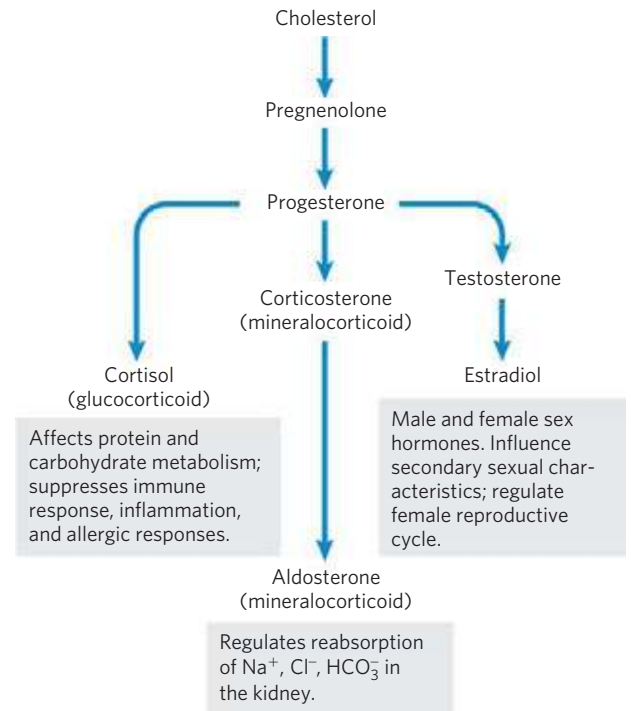 Cholesterol
Pregnenolone
Progesterone
Corticosterone
(mineralocorticoid)
Testosterone
Cortisol
(glucocorticoid)
Affects protein and
carbohydrate metabolism;
suppresses immune
response, inflammation,
and allergic responses.
Estradiol
Male and female sex
hormones. Influence
secondary sexual char-
acteristics; regulate
female reproductive
cycle.
Aldosterone
(mineralocorticoid)
Regulates reabsorption
of Na⁺, Cl⁻, HCO₃⁻ in
the kidney.